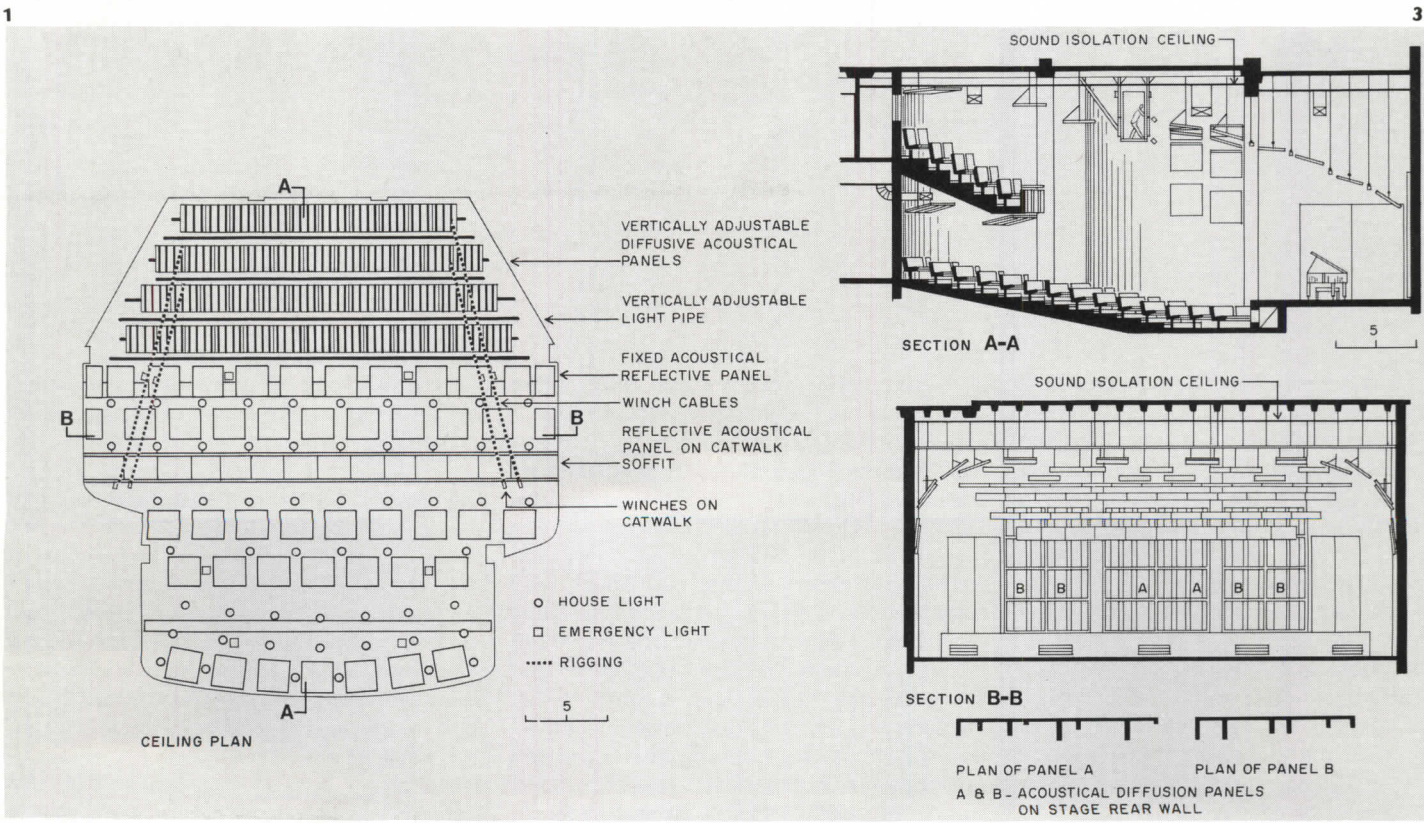 1
3
A
VERTICALLY ADJUSTABLE
DIFFUSIVE ACOUSTICAL
PANELS
VERTICALLY ADJUSTABLE
LIGHT PIPE
FIXED ACOUSTICAL
REFLECTIVE PANEL
WINCH CABLES
B
B
REFLECTIVE ACOUSTICAL
PANEL ON CATWALK
SOFFIT
WINCHES ON
CATWALK
HOUSE LIGHT
EMERGENCY LIGHT
RIGGING
A
5
CEILING PLAN
SOUND ISOLATION CEILING
SECTION A-A
5
SOUND ISOLATION CEILING
B B A A B B
SECTION B-B
PLAN OF PANEL A
PLAN OF PANEL B
A & B - ACOUSTICAL DIFFUSION PANELS
ON STAGE REAR WALL